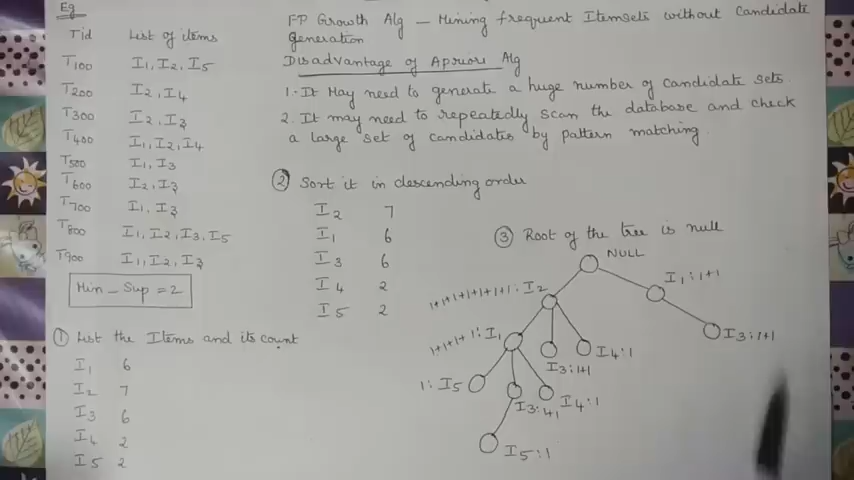 Eg
Tid List of items
T100 I1, I2, I5
T200 I2, I4
T300 I2, I3
T400 I1, I2, I4
T500 I1, I3
T600 I2, I3
T700 I1, I3
T800 I1, I2, I3, I5
T900 I1, I2, I3
Min_Sup = 2
① List the Items and its count
I1 6
I2 7
I3 6
I4 2
I5 2
FP Growth Alg – Mining frequent Itemsets without candidate
generation
Disadvantage of Apriori Alg
1. It May need to generate a huge number of candidate sets.
2. It may need to repeatedly scan the database and check
a large set of candidates by pattern matching.
② Sort it in descending order
I2 7
I1 6
I3 6
I4 2
I5 2
③ Root of the tree is null
NULL
1+1+1+1+1+1+1:I2
I1:1+1
1+1+1+1:I1
I3:1+1
I4:1
I3:1+1
1:I5
I4:1
I5:1